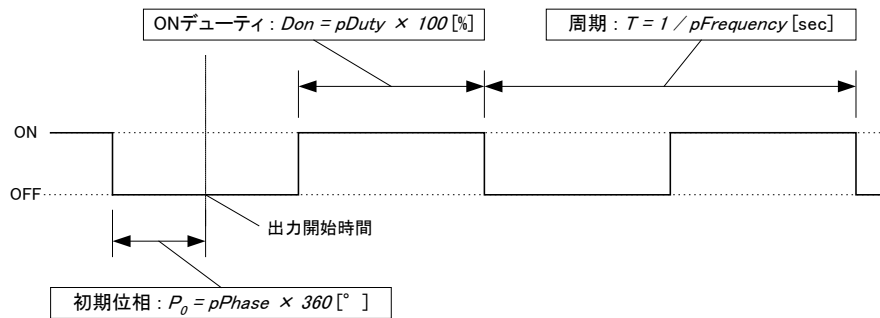 ONデューティ：Don = pDuty × 100 [%]
周期：T = 1 / pFrequency [sec]
ON
OFF
出力開始時間
初期位相：P₀ = pPhase × 360 [°]